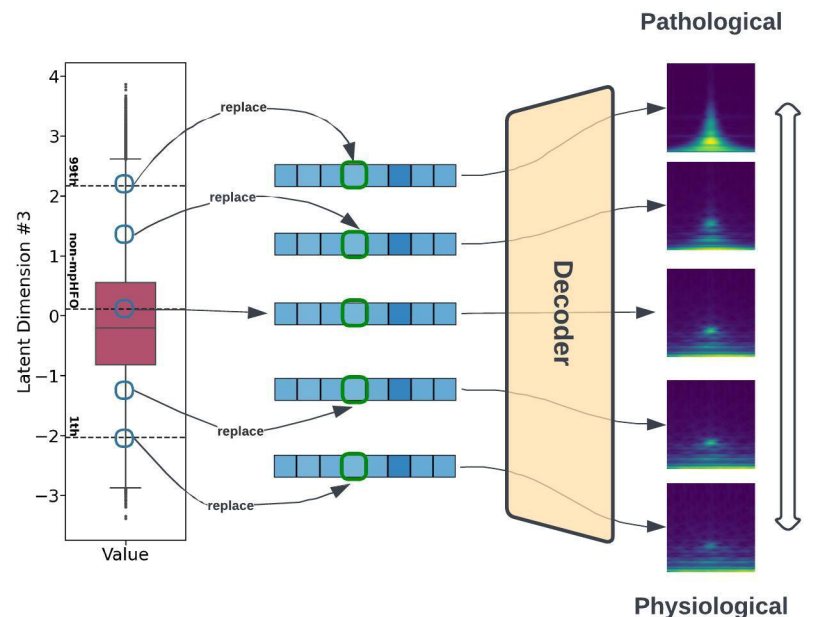 Pathological
4
3
2
1
0
−1
−2
−3
Latent Dimension #3
99th
non-mpHFO
1th
Value
replace
replace
replace
replace
Decoder
Physiological